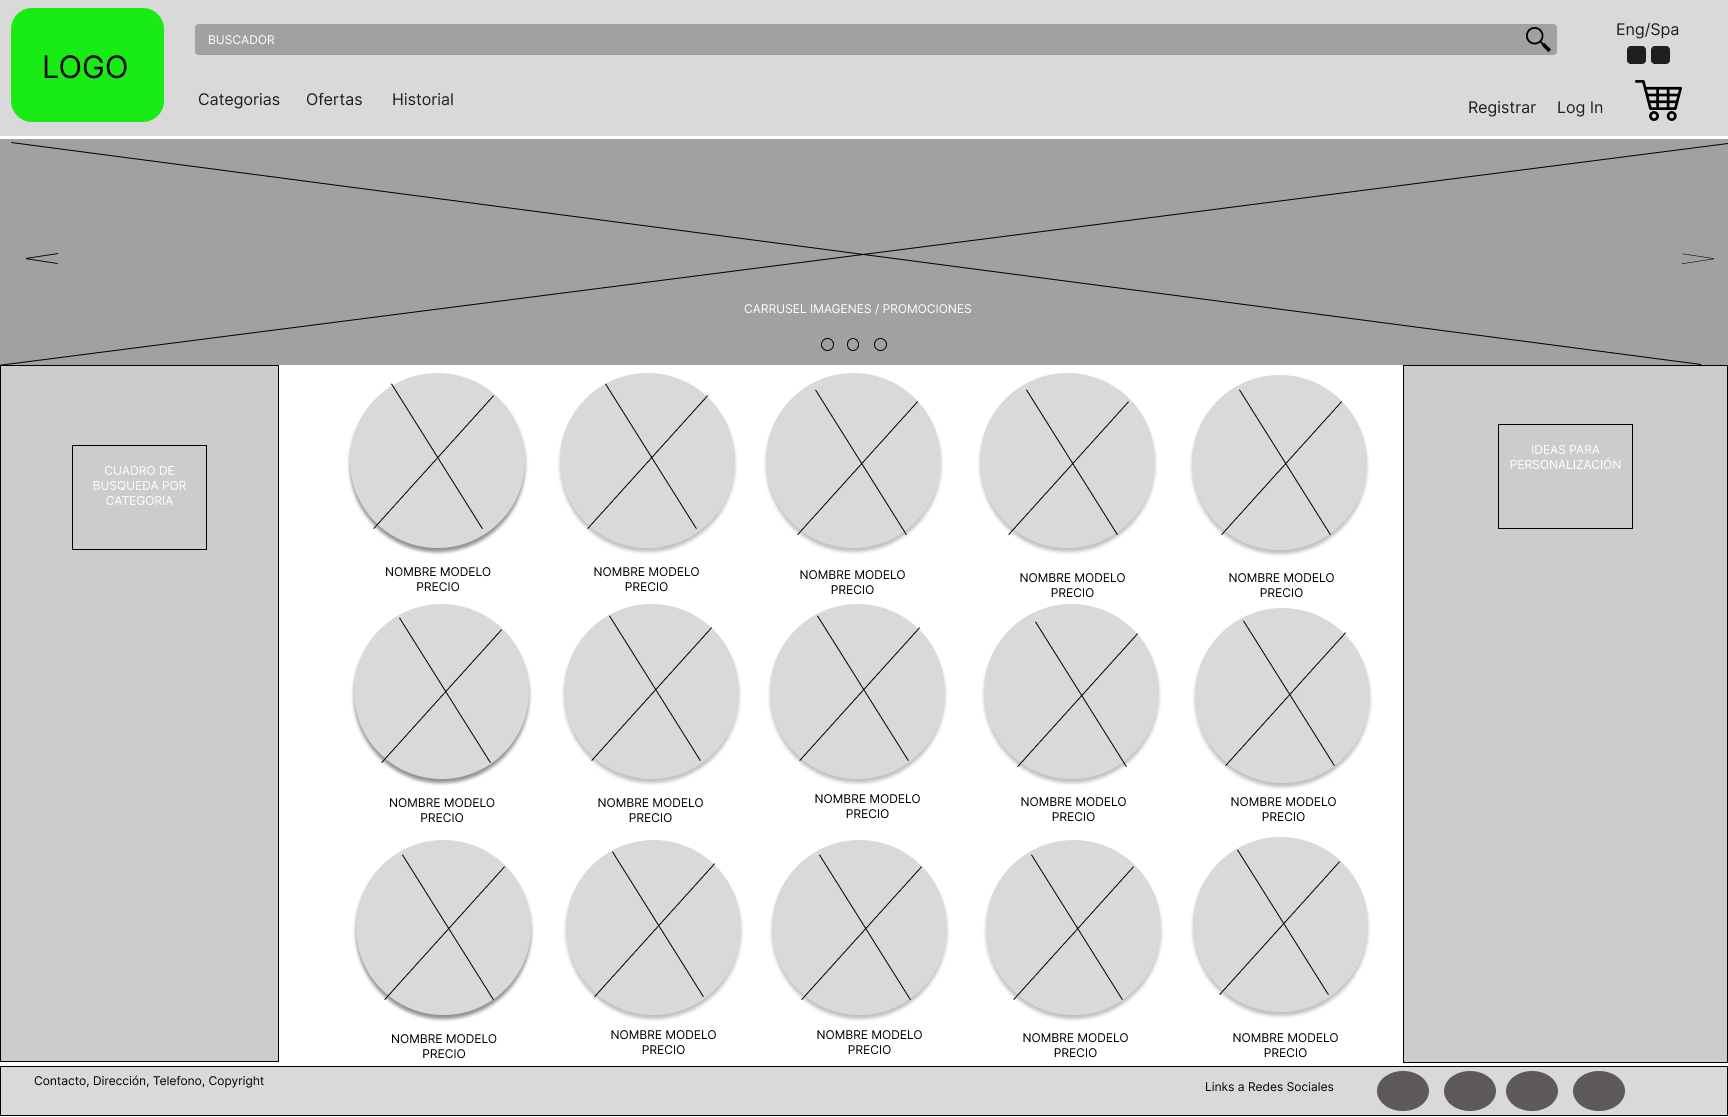 LOGO
BUSCADOR
Eng/Spa
Categorias Ofertas Historial
Registrar Log In
CARRUSEL IMAGENES / PROMOCIONES
CUADRO DE
BUSQUEDA POR
CATEGORIA
IDEAS PARA
PERSONALIZACIÓN
NOMBRE MODELO
PRECIO
NOMBRE MODELO
PRECIO
NOMBRE MODELO
PRECIO
NOMBRE MODELO
PRECIO
NOMBRE MODELO
PRECIO
NOMBRE MODELO
PRECIO
NOMBRE MODELO
PRECIO
NOMBRE MODELO
PRECIO
NOMBRE MODELO
PRECIO
NOMBRE MODELO
PRECIO
NOMBRE MODELO
PRECIO
NOMBRE MODELO
PRECIO
NOMBRE MODELO
PRECIO
NOMBRE MODELO
PRECIO
NOMBRE MODELO
PRECIO
Contacto, Dirección, Telefono, Copyright
Links a Redes Sociales